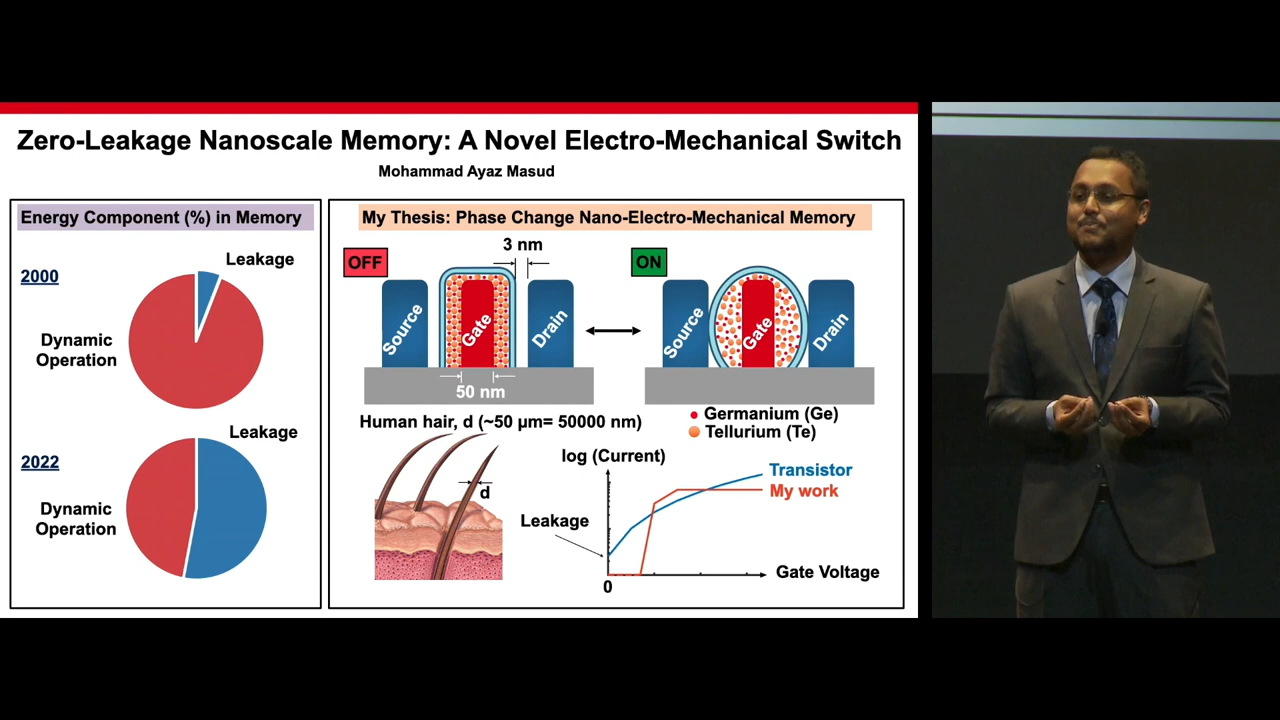 Zero-Leakage Nanoscale Memory: A Novel Electro-Mechanical Switch
Mohammad Ayaz Masud
Energy Component (%) in Memory
2000
Leakage
Dynamic
Operation
2022
Leakage
Dynamic
Operation
My Thesis: Phase Change Nano-Electro-Mechanical Memory
OFF
3 nm
Source
Gate
Drain
50 nm
ON
Source
Gate
Drain
Human hair, d (~50 µm= 50000 nm)
d
Germanium (Ge)
Tellurium (Te)
log (Current)
Transistor
My work
Leakage
0
Gate Voltage